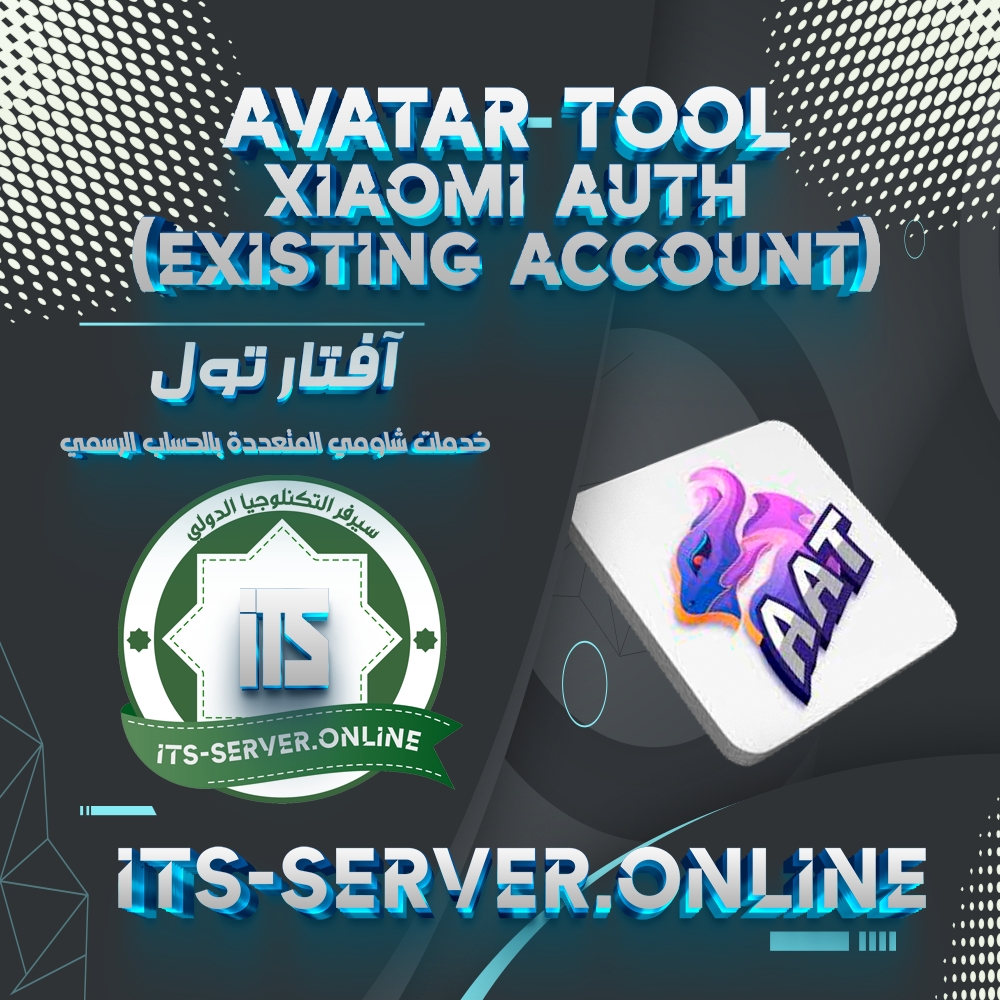 AVATAR-TOOL
XiAOMi AUTH
(EXiSTiNG ACCOUNT)
آفتار تول
خدمات شاومي المتعددة بالحساب الرسمي
سيرفر التكنلوجيا الدولي
iTS
iTS-SERVER.ONLiNE
AAT
iTS-SERVER.ONLiNE